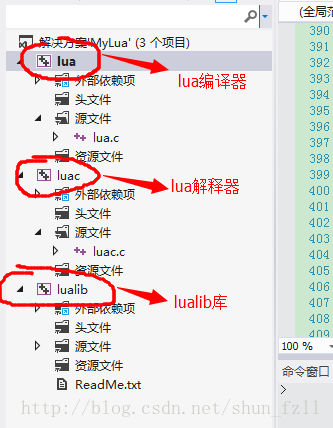 (全局范
解决方案'MyLua' (3 个项目)
lua
lua编译器
外部依赖项
头文件
源文件
lua.c
资源文件
luac
lua解释器
外部依赖项
头文件
源文件
luac.c
资源文件
lualib
lualib库
外部依赖项
头文件
源文件
资源文件
ReadMe.txt
390
391
392
393
394
395
396
397
398
399
400
401
402
403
404
405
406
407
408
409
100 %
命令窗口
>
http://blog.csdn.net/shun_fzll